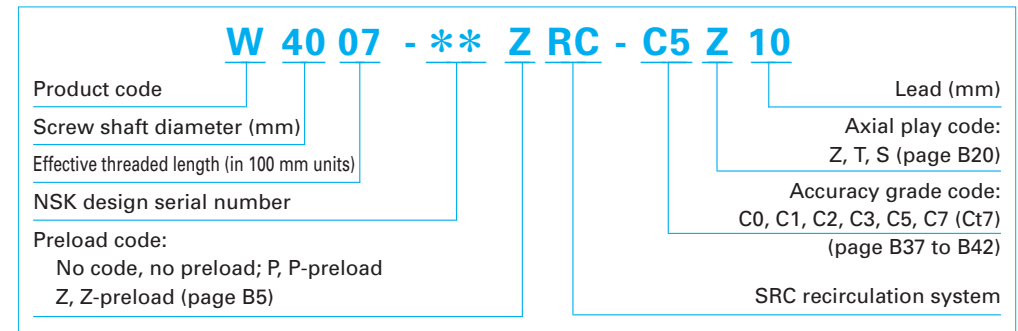 W 40 07 - ** Z RC - C5 Z 10
Product code
Screw shaft diameter (mm)
Effective threaded length (in 100 mm units)
NSK design serial number
Preload code:
No code, no preload; P, P-preload
Z, Z-preload (page B5)
Lead (mm)
Axial play code:
Z, T, S (page B20)
Accuracy grade code:
C0, C1, C2, C3, C5, C7 (Ct7)
(page B37 to B42)
SRC recirculation system